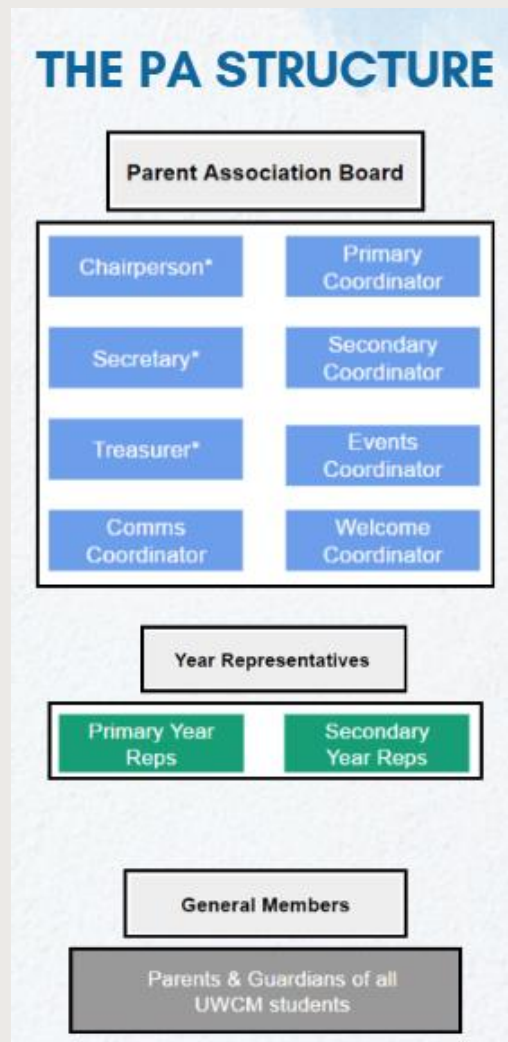 THE PA STRUCTURE
Parent Association Board
Chairperson*
Primary
Coordinator
Secretary*
Secondary
Coordinator
Treasurer*
Events
Coordinator
Comms
Coordinator
Welcome
Coordinator
Year Representatives
Primary Year
Reps
Secondary
Year Reps
General Members
Parents & Guardians of all
UWCM students